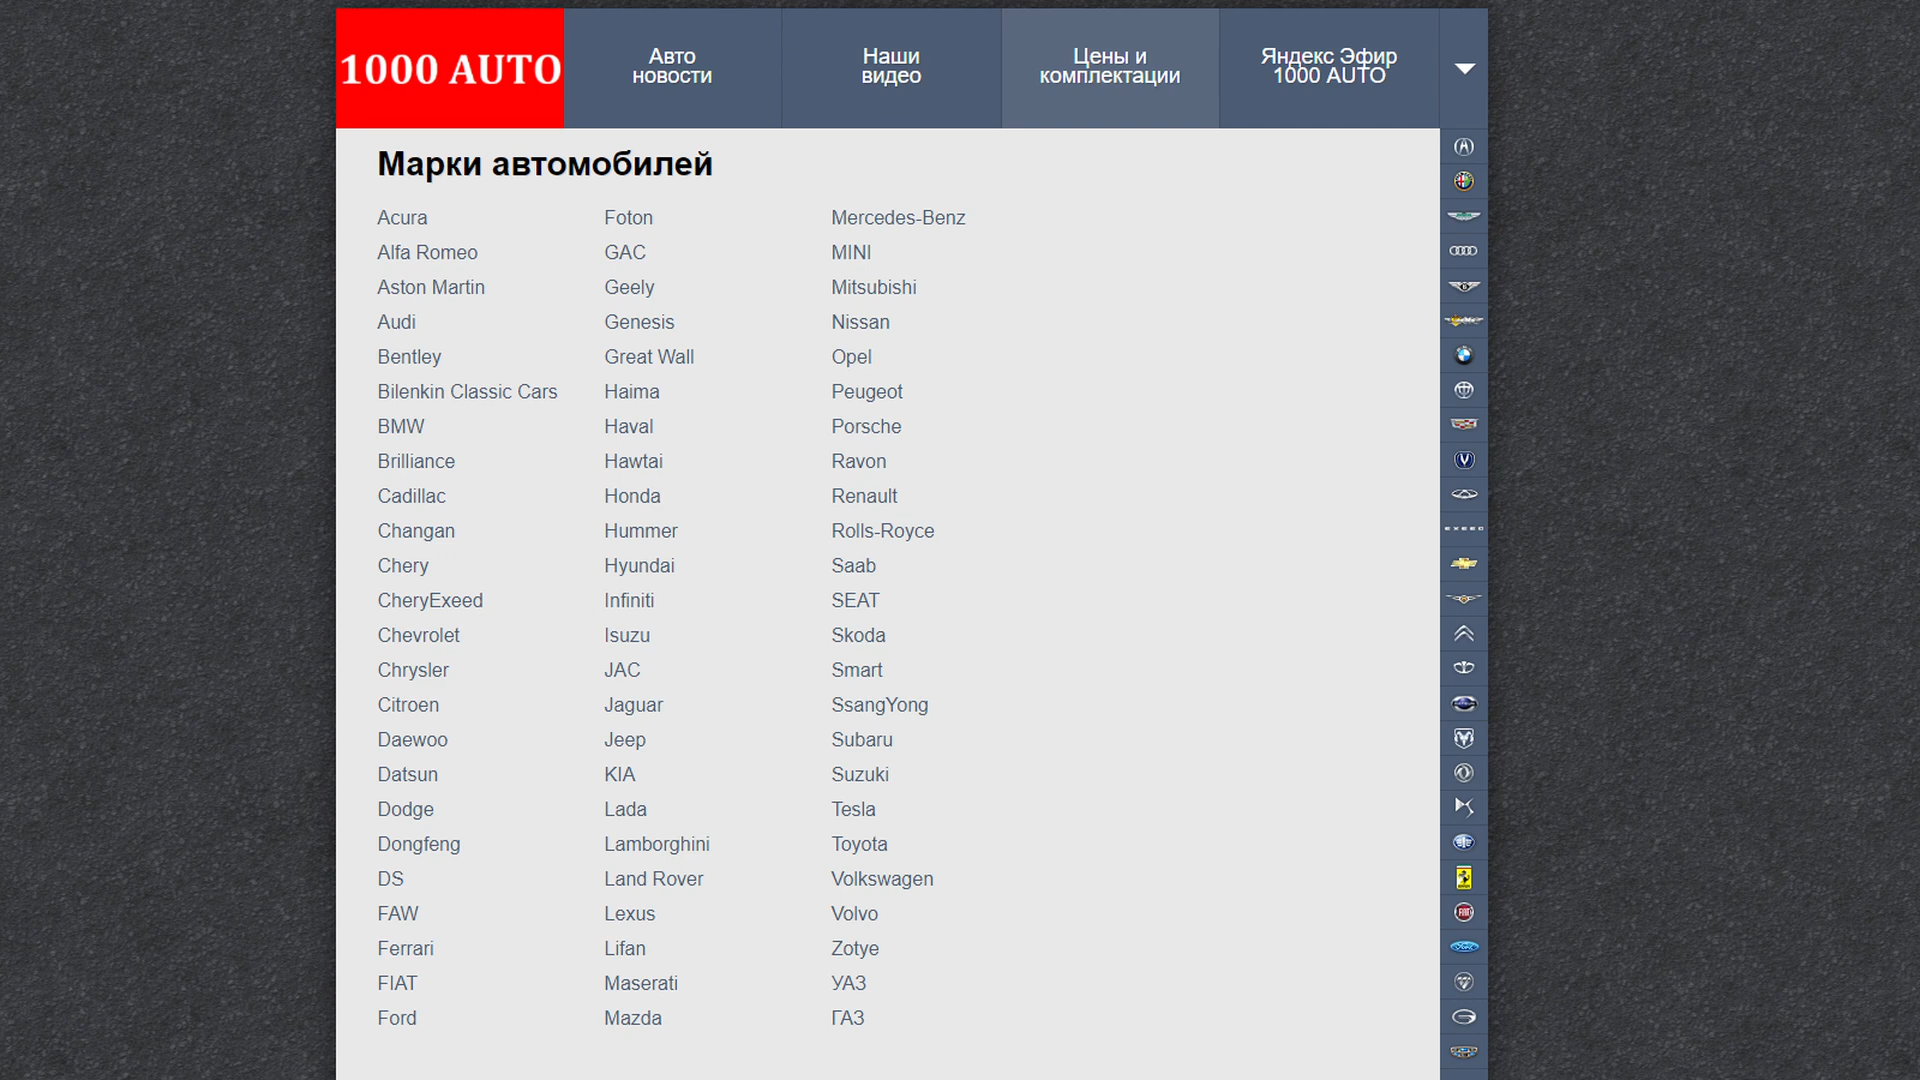 1000 AUTO
Авто
новости
Наши
видео
Цены и
комплектации
Яндекс Эфир
1000 AUTO
Марки автомобилей
Acura
Alfa Romeo
Aston Martin
Audi
Bentley
Bilenkin Classic Cars
BMW
Brilliance
Cadillac
Changan
Chery
CheryExeed
Chevrolet
Chrysler
Citroen
Daewoo
Datsun
Dodge
Dongfeng
DS
FAW
Ferrari
FIAT
Ford
Foton
GAC
Geely
Genesis
Great Wall
Haima
Haval
Hawtai
Honda
Hummer
Hyundai
Infiniti
Isuzu
JAC
Jaguar
Jeep
KIA
Lada
Lamborghini
Land Rover
Lexus
Lifan
Maserati
Mazda
Mercedes-Benz
MINI
Mitsubishi
Nissan
Opel
Peugeot
Porsche
Ravon
Renault
Rolls-Royce
Saab
SEAT
Skoda
Smart
SsangYong
Subaru
Suzuki
Tesla
Toyota
Volkswagen
Volvo
Zotye
УАЗ
ГАЗ
EXEED
FIAT
Ford